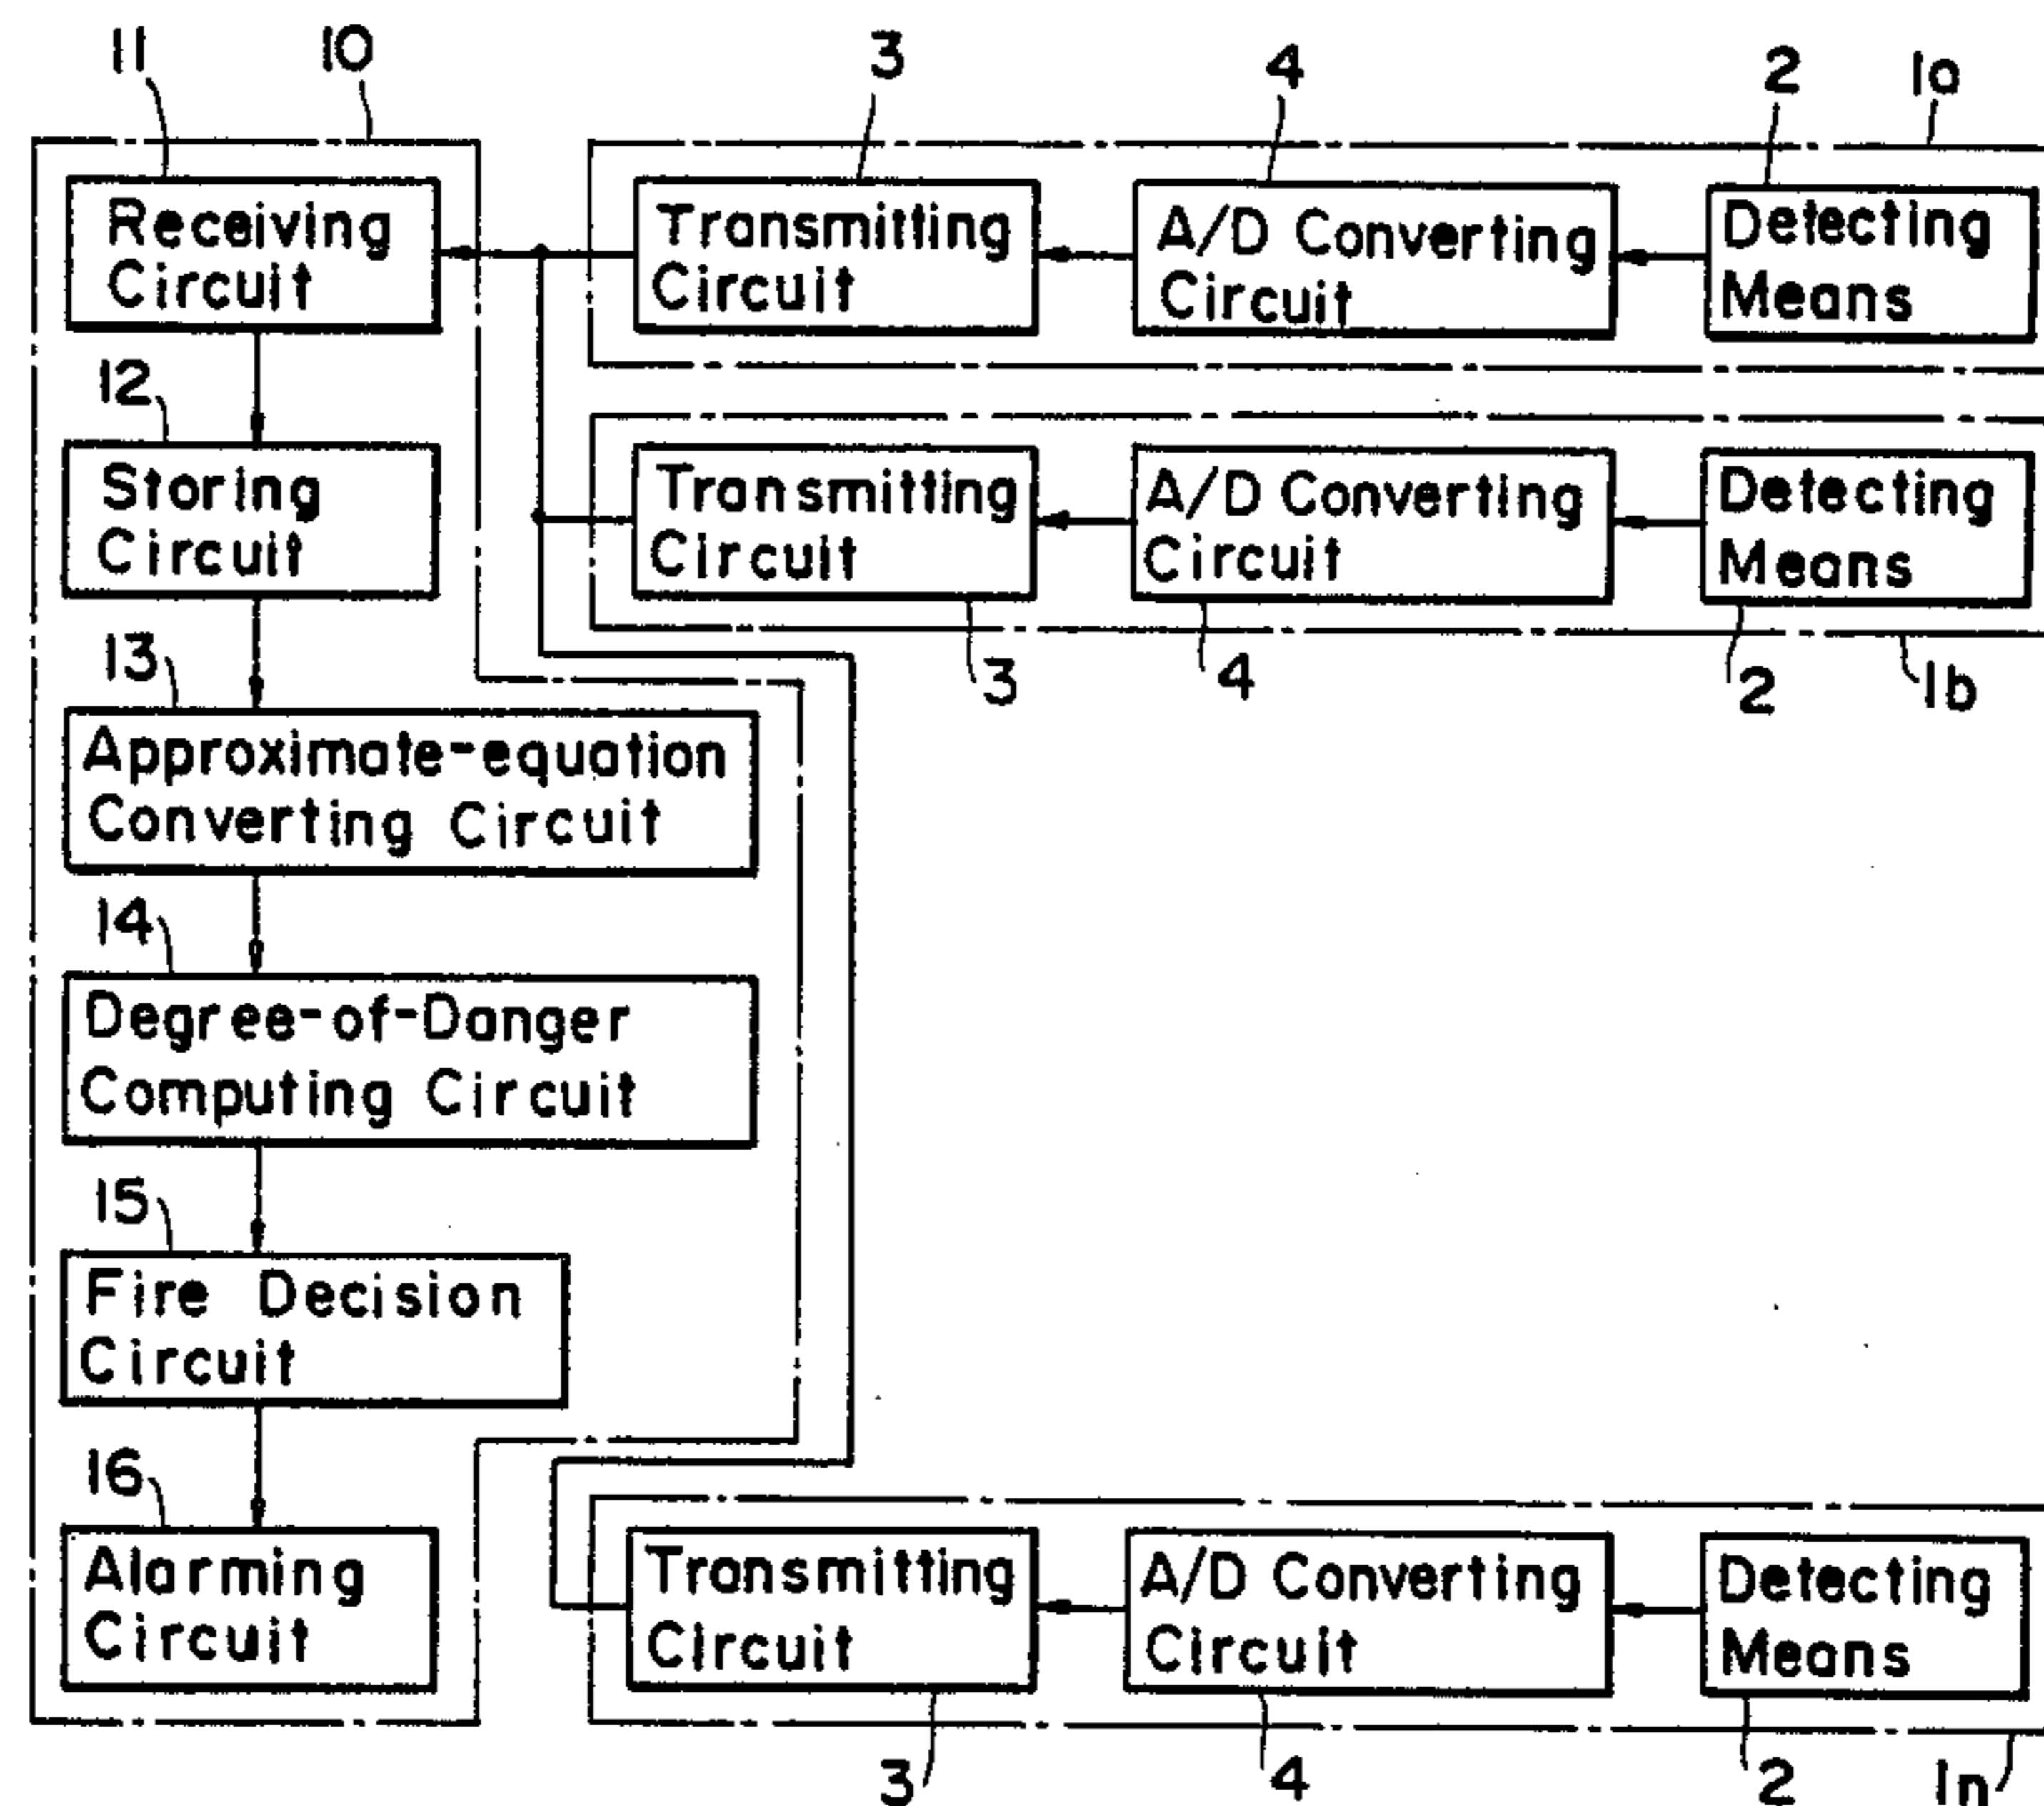 11
10
3
4
2
1a
Receiving
Circuit
Transmitting
Circuit
A/D Converting
Circuit
Detecting
Means
12
Storing
Circuit
Transmitting
Circuit
A/D Converting
Circuit
Detecting
Means
13
3
4
2
1b
Approximate-equation
Converting Circuit
14
Degree-of-Danger
Computing Circuit
15
Fire Decision
Circuit
16
Alarming
Circuit
Transmitting
Circuit
A/D Converting
Circuit
Detecting
Means
3
4
2
1n